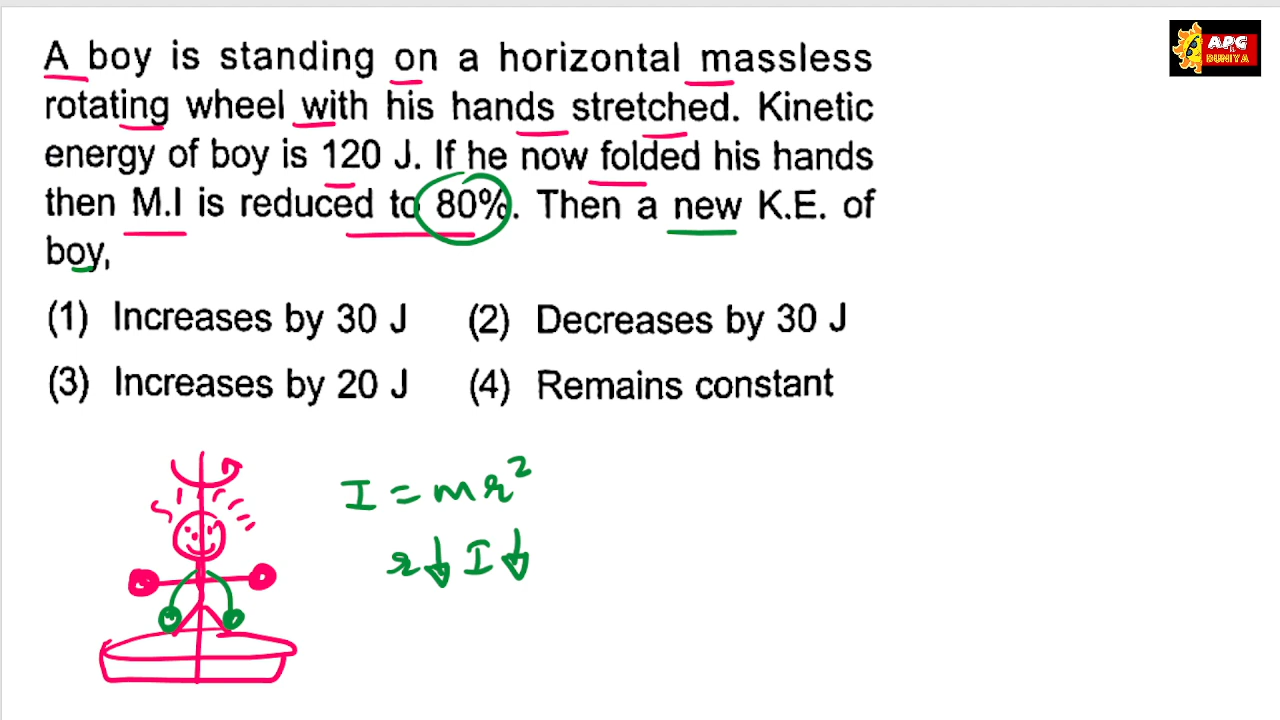 A boy is standing on a horizontal massless
rotating wheel with his hands stretched. Kinetic
energy of boy is 120 J. If he now folded his hands
then M.I is reduced to 80%. Then a new K.E. of
boy,
(1) Increases by 30 J (2) Decreases by 30 J
(3) Increases by 20 J (4) Remains constant
I = mr²
r↓ I↓
APC
DUNIYA